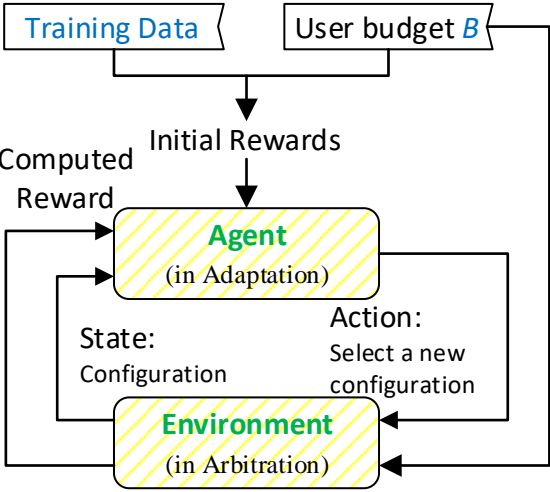 Training Data
User budget B
Initial Rewards
Computed
Reward
Agent
(in Adaptation)
State:
Configuration
Action:
Select a new
configuration
Environment
(in Arbitration)